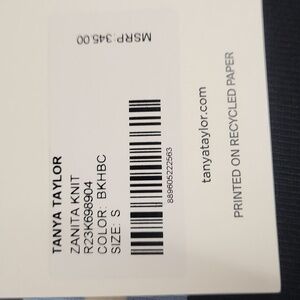 TANYA TAYLOR
ZANITA KNIT
R23K698904
COLOR: BKHBC
SIZE: S
889605222563
MSRP:345.00
tanyataylor.com
PRINTED ON RECYCLED PAPER